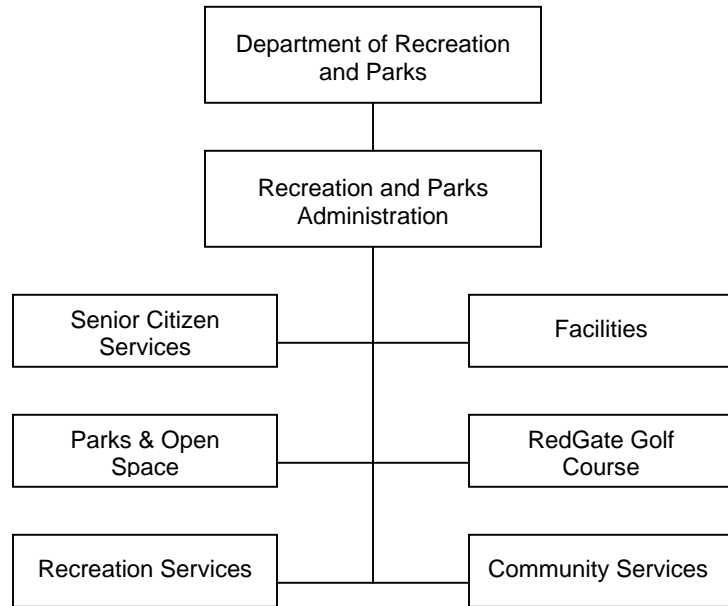 Department of Recreation
and Parks
Recreation and Parks
Administration
Senior Citizen
Services
Facilities
Parks & Open
Space
RedGate Golf
Course
Recreation Services
Community Services